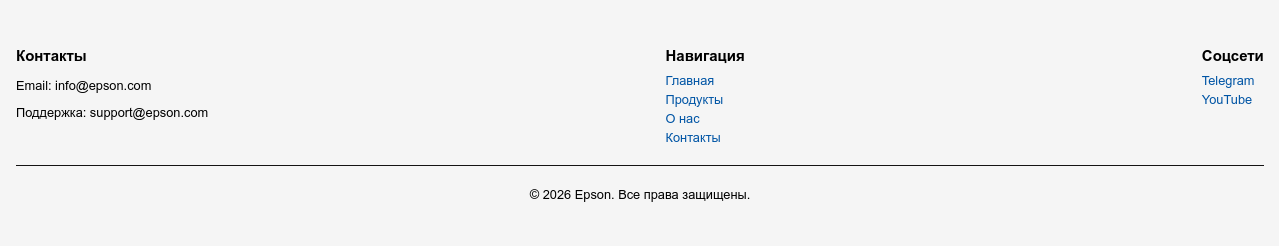 Контакты
Email: info@epson.com
Поддержка: support@epson.com
Навигация
Главная
Продукты
О нас
Контакты
Соцсети
Telegram
YouTube
© 2026 Epson. Все права защищены.